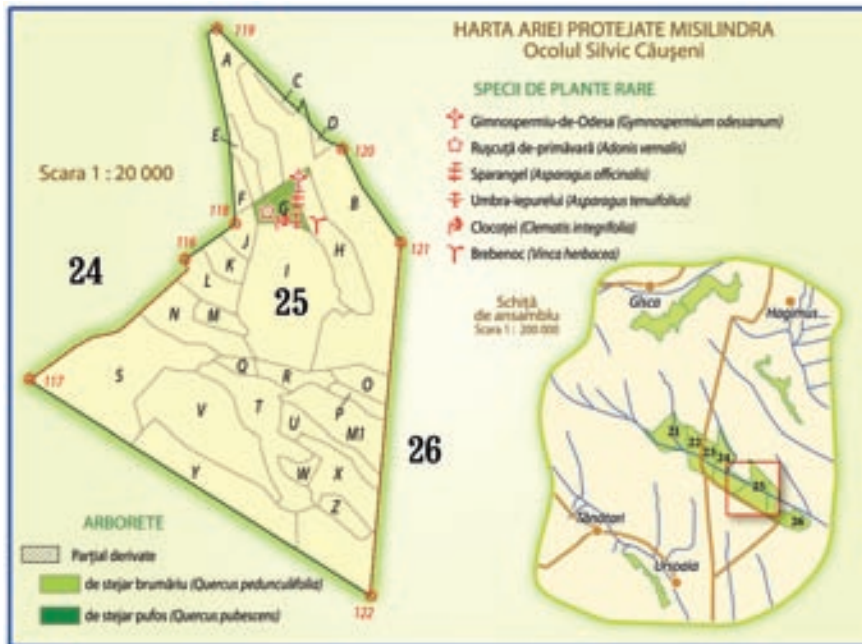 HARTA ARIEI PROTEJATE MISILINDRA
Ocolul Silvic Căușeni
SPECII DE PLANTE RARE
Gimnospermiu-de-Odesa (Gymnospermium odessanum)
Rușcuță de-primăvară (Adonis vernalis)
Sparangel (Asparagus officinalis)
Umbra-iepurelui (Asparagus tenuifolius)
Clocoței (Clematis integrifolia)
Brebenoc (Vinca herbacea)
Scara 1 : 20 000
119
A
C
D
120
E
B
F
G
118
J
H
121
116
24
K
L
I
25
N
M
S
Q
R
O
117
V
T
P
U
M1
26
Y
W
X
Z
122
ARBORETE
Parțial derivate
de stejar brumăriu (Quercus pedunculifolia)
de stejar pufos (Quercus pubescens)
Schiță
de ansamblu
Scara 1 : 200 000
Gîsca
Hagimus
21
22
23
24
25
26
Tănătari
Ursoaia